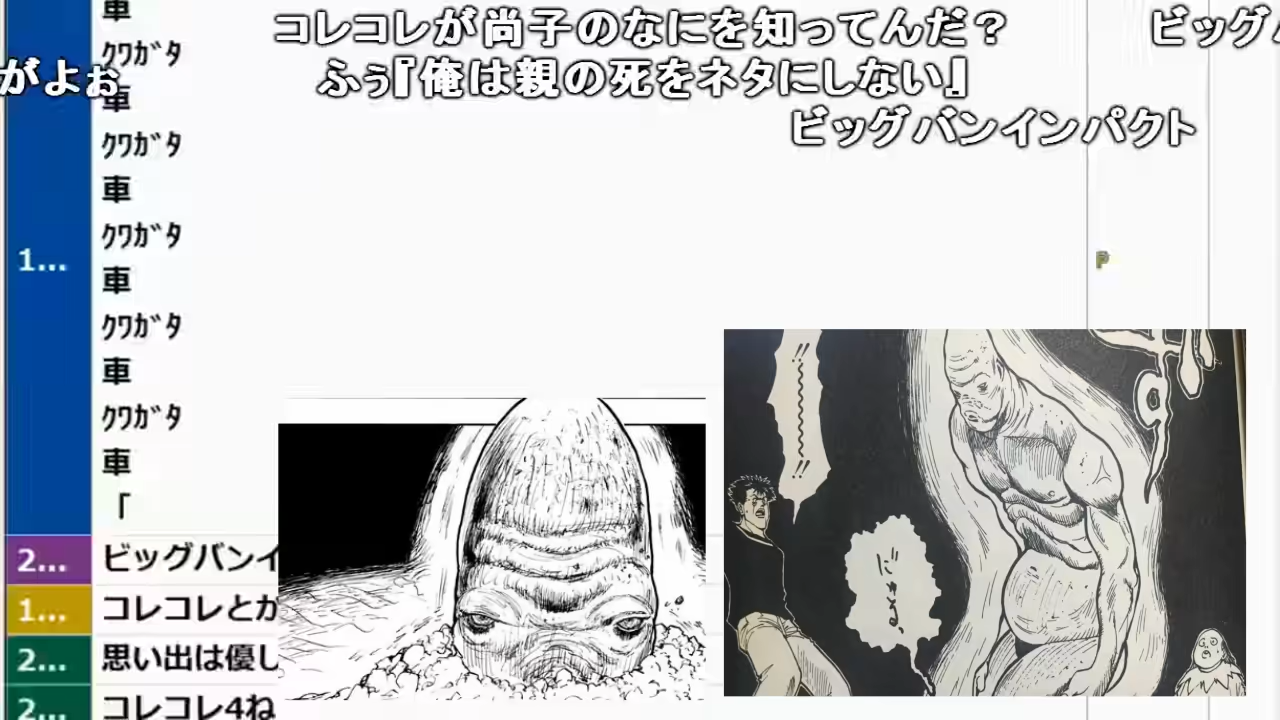 コレコレが尚子のなにを知ってんだ？
ビッグ
がよぉ
ふぅ『俺は親の死をネタにしない』
ビッグバンインパクト
車
ｸﾜｶﾞﾀ
車
ｸﾜｶﾞﾀ
車
ｸﾜｶﾞﾀ
車
ｸﾜｶﾞﾀ
車
ｸﾜｶﾞﾀ
車
「
1...
2...
ビッグバンイ
1...
コレコレとか
2...
思い出は優し
2...
コレコレ4ね
P
!!
!!